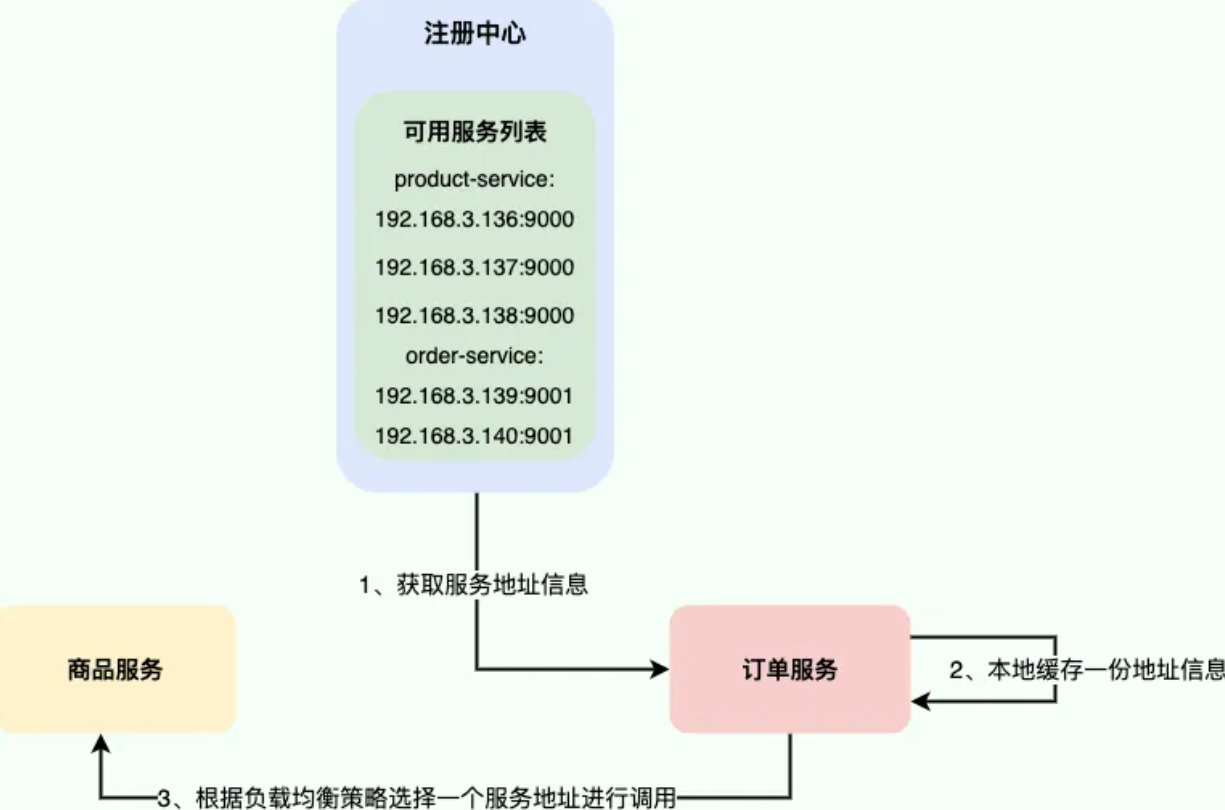 注册中心
可用服务列表
product-service:
192.168.3.136:9000
192.168.3.137:9000
192.168.3.138:9000
order-service:
192.168.3.139:9001
192.168.3.140:9001
1、获取服务地址信息
商品服务
订单服务
2、本地缓存一份地址信息
3、根据负载均衡策略选择一个服务地址进行调用